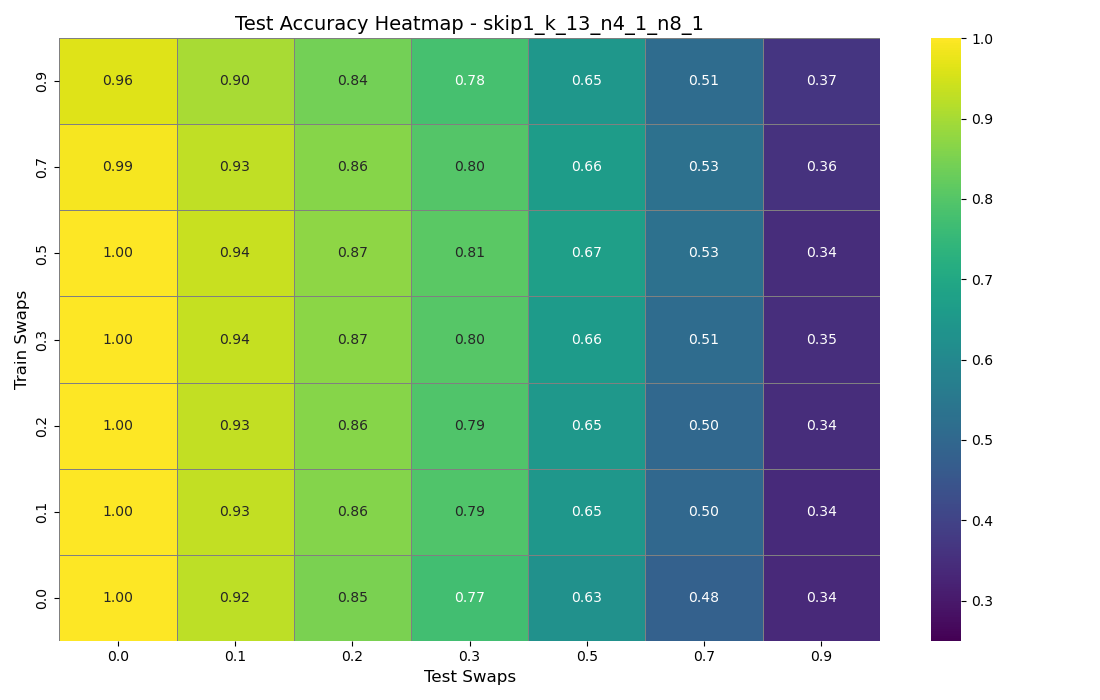 Test Accuracy Heatmap - skip1_k_13_n4_1_n8_1
Train Swaps
0.9 0.96 0.90 0.84 0.78 0.65 0.51 0.37
0.7 0.99 0.93 0.86 0.80 0.66 0.53 0.36
0.5 1.00 0.94 0.87 0.81 0.67 0.53 0.34
0.3 1.00 0.94 0.87 0.80 0.66 0.51 0.35
0.2 1.00 0.93 0.86 0.79 0.65 0.50 0.34
0.1 1.00 0.93 0.86 0.79 0.65 0.50 0.34
0.0 1.00 0.92 0.85 0.77 0.63 0.48 0.34
0.0 0.1 0.2 0.3 0.5 0.7 0.9
Test Swaps
1.0
0.9
0.8
0.7
0.6
0.5
0.4
0.3